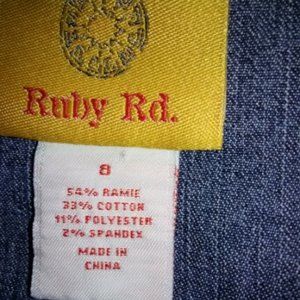 Ruby Rd.
8
54% RAMIE
33% COTTON
11% POLYESTER
2% SPANDEX
MADE IN
CHINA